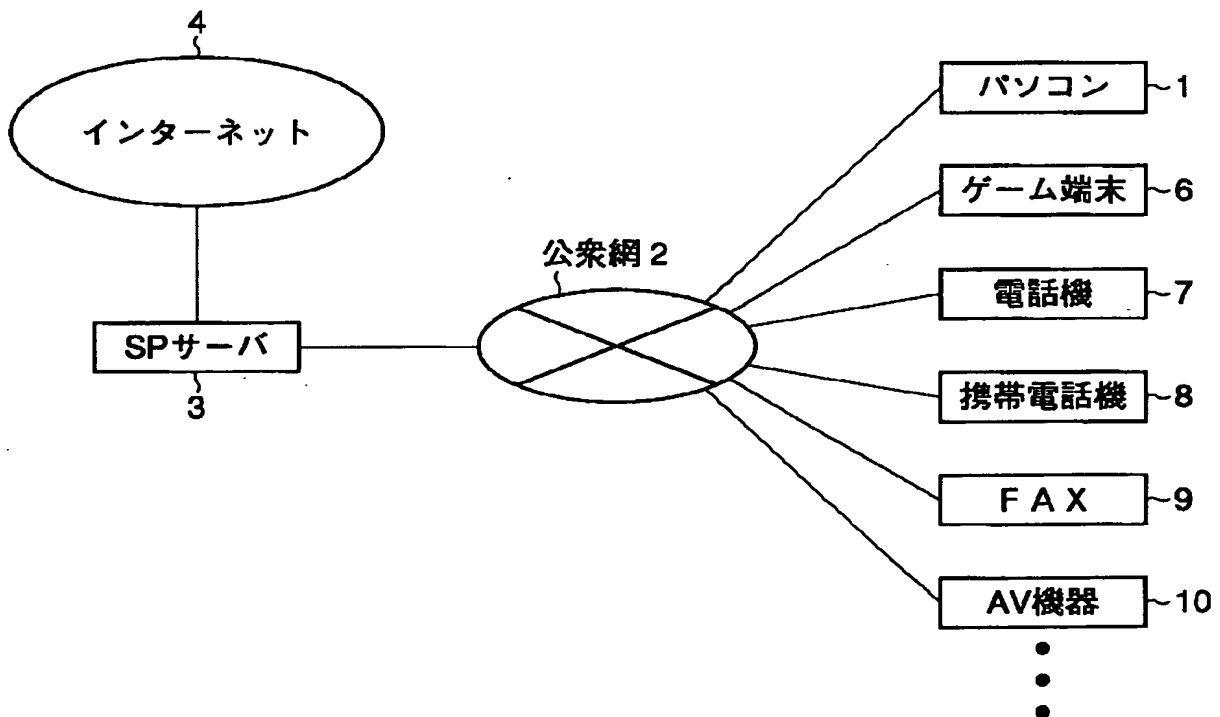 4
インターネット
SPサーバ
3
公衆網2
パソコン ~1
ゲーム端末 ~6
電話機 ~7
携帯電話機 ~8
FAX ~9
AV機器 ~10